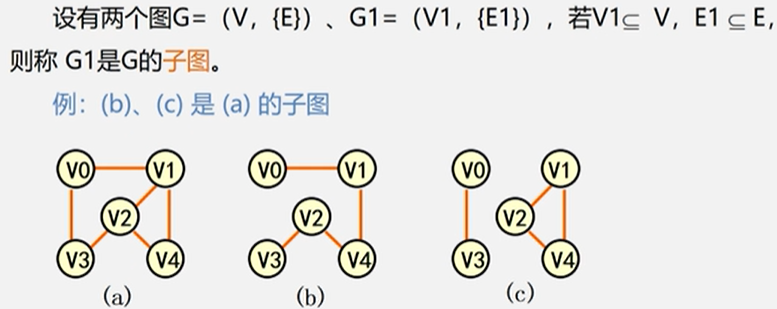 设有两个图G=（V，{E}）、G1=（V1，{E1}），若V1⊆ V，E1 ⊆ E，
则称 G1是G的子图。
例：(b)、(c) 是 (a) 的子图
V0 V1 V0 V1 V0 V1
V2 V2 V2
V3 V4 V3 V4 V3 V4
(a) (b) (c)